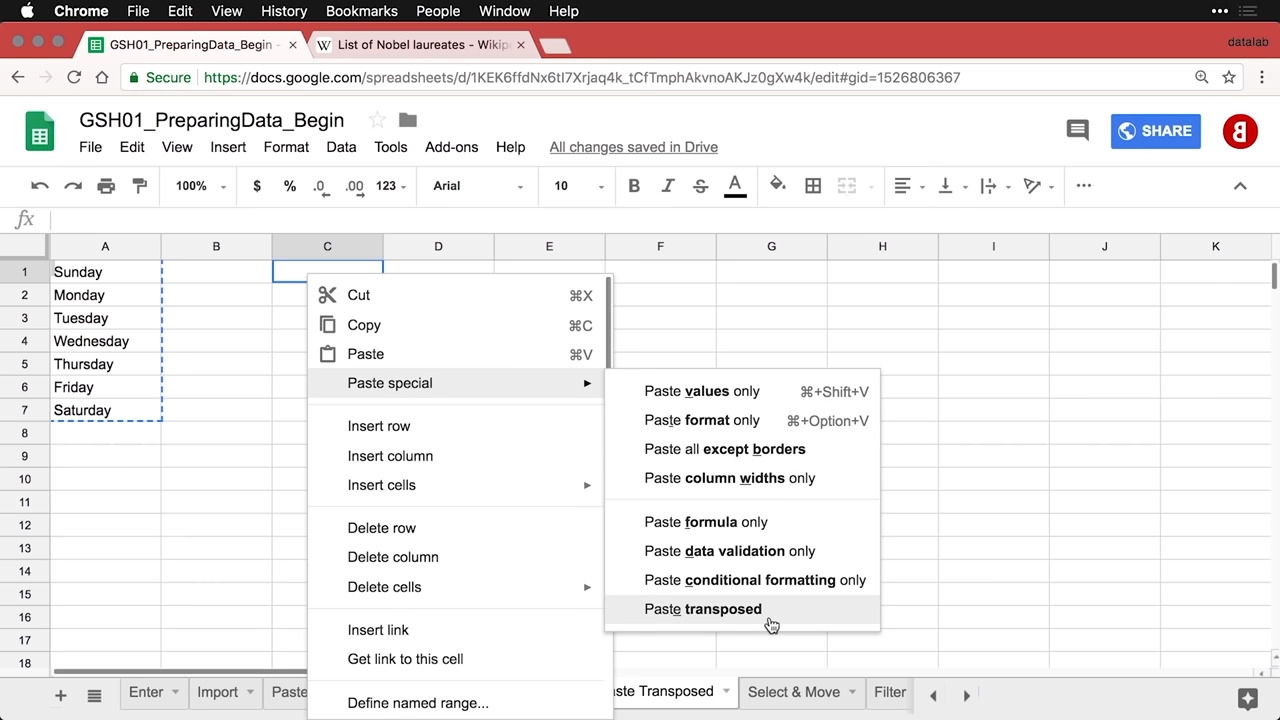 Chrome File Edit View History Bookmarks People Window Help
GSH01_PreparingData_Begin - List of Nobel laureates - Wikip datalab
Secure https://docs.google.com/spreadsheets/d/1KEK6ffdNx6tI7Xrjaq4k_tCfTmphAkvnoAKJz0gXw4k/edit#gid=1526806367
GSH01_PreparingData_Begin
SHARE
File Edit View Insert Format Data Tools Add-ons Help All changes saved in Drive
100% $ % .0 .00 123 Arial 10 B I S A
fx
A B C D E F G H I J K
1 Sunday
2 Monday
3 Tuesday
4 Wednesday
5 Thursday
6 Friday
7 Saturday
8
9
10
11
12
13
14
15
16
17
18
Cut ⌘X
Copy ⌘C
Paste ⌘V
Paste special
Insert row
Insert column
Insert cells
Delete row
Delete column
Delete cells
Insert link
Get link to this cell
Define named range...
Paste values only ⌘+Shift+V
Paste format only ⌘+Option+V
Paste all except borders
Paste column widths only
Paste formula only
Paste data validation only
Paste conditional formatting only
Paste transposed
Enter Import Paste ste Transposed Select & Move Filter